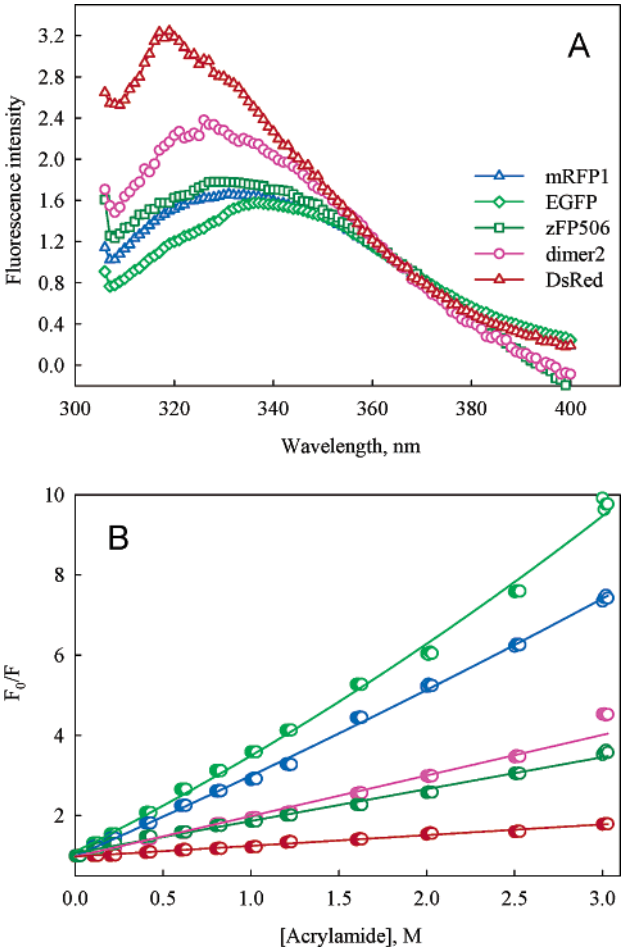 A
3.2
2.8
2.4
2.0
1.6
1.2
0.8
0.4
0.0
Fluorescence intensity
mRFP1
EGFP
zFP506
dimer2
DsRed
300 320 340 360 380 400
Wavelength, nm
B
10
8
6
4
2
F0/F
0.0 0.5 1.0 1.5 2.0 2.5 3.0
[Acrylamide], M